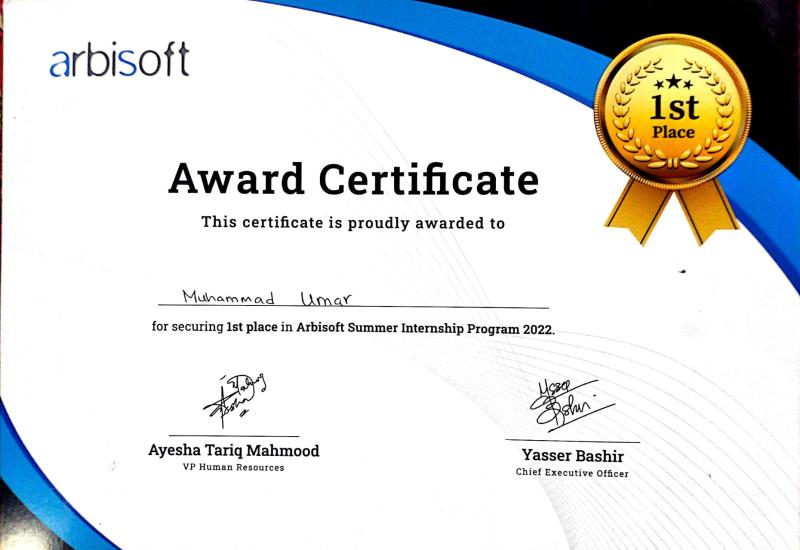 arbisoft
1st
Place
Award Certificate
This certificate is proudly awarded to
Muhammad Umar
for securing 1st place in Arbisoft Summer Internship Program 2022.
Ayesha Tariq Mahmood
VP Human Resources
Yasser Bashir
Chief Executive Officer